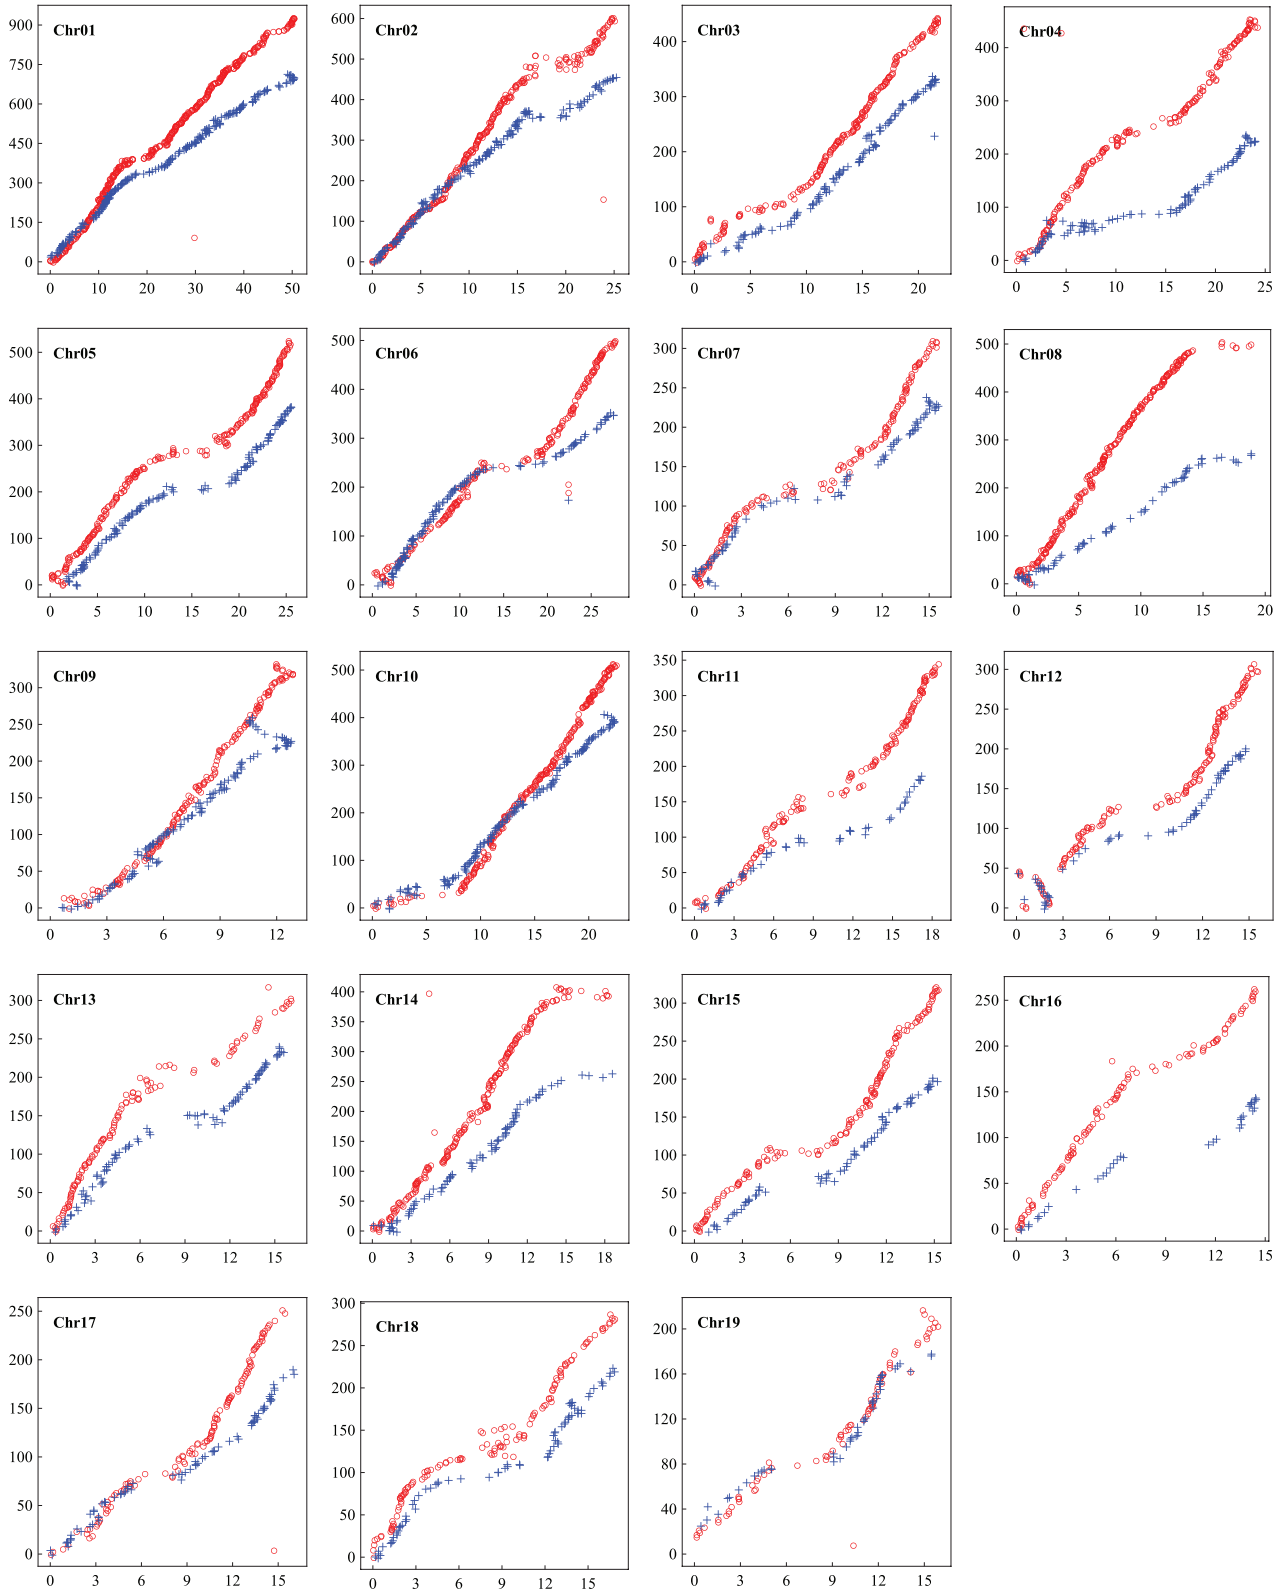 Chr01 Chr02 Chr03 Chr04
900 600 400 400
750 500 300 300
600 400 200 200
450 300 100 100
300 200 0 0
150 100
0 0
0 10 20 30 40 50 0 5 10 15 20 25 0 5 10 15 20 0 5 10 15 20 25
Chr05 Chr06 Chr07 Chr08
500 500 300 500
400 400 250 400
300 300 200 300
200 200 150 200
100 100 100 100
0 0 50 0
0
0 5 10 15 20 25 0 5 10 15 20 25 0 3 6 9 12 15 0 5 10 15 20
Chr09 Chr10 Chr11 Chr12
300 500 350 300
250 400 300 250
200 300 250 200
150 200 200 150
100 100 150 100
50 0 100 50
0 50 0
0
0 3 6 9 12 0 5 10 15 20 0 3 6 9 12 15 18 0 3 6 9 12 15
Chr13 Chr14 Chr15 Chr16
300 400 300 250
250 350 250 200
200 300 200 150
150 250 150 100
100 200 100 50
50 150 50 0
0 100 0
50
0
0 3 6 9 12 15 0 3 6 9 12 15 18 0 3 6 9 12 15 0 3 6 9 12 15
Chr17 Chr18 Chr19
250 300 200
200 250 160
150 200 120
100 150 80
50 100 40
0 50 0
0
0 3 6 9 12 15 0 3 6 9 12 15 0 3 6 9 12 15